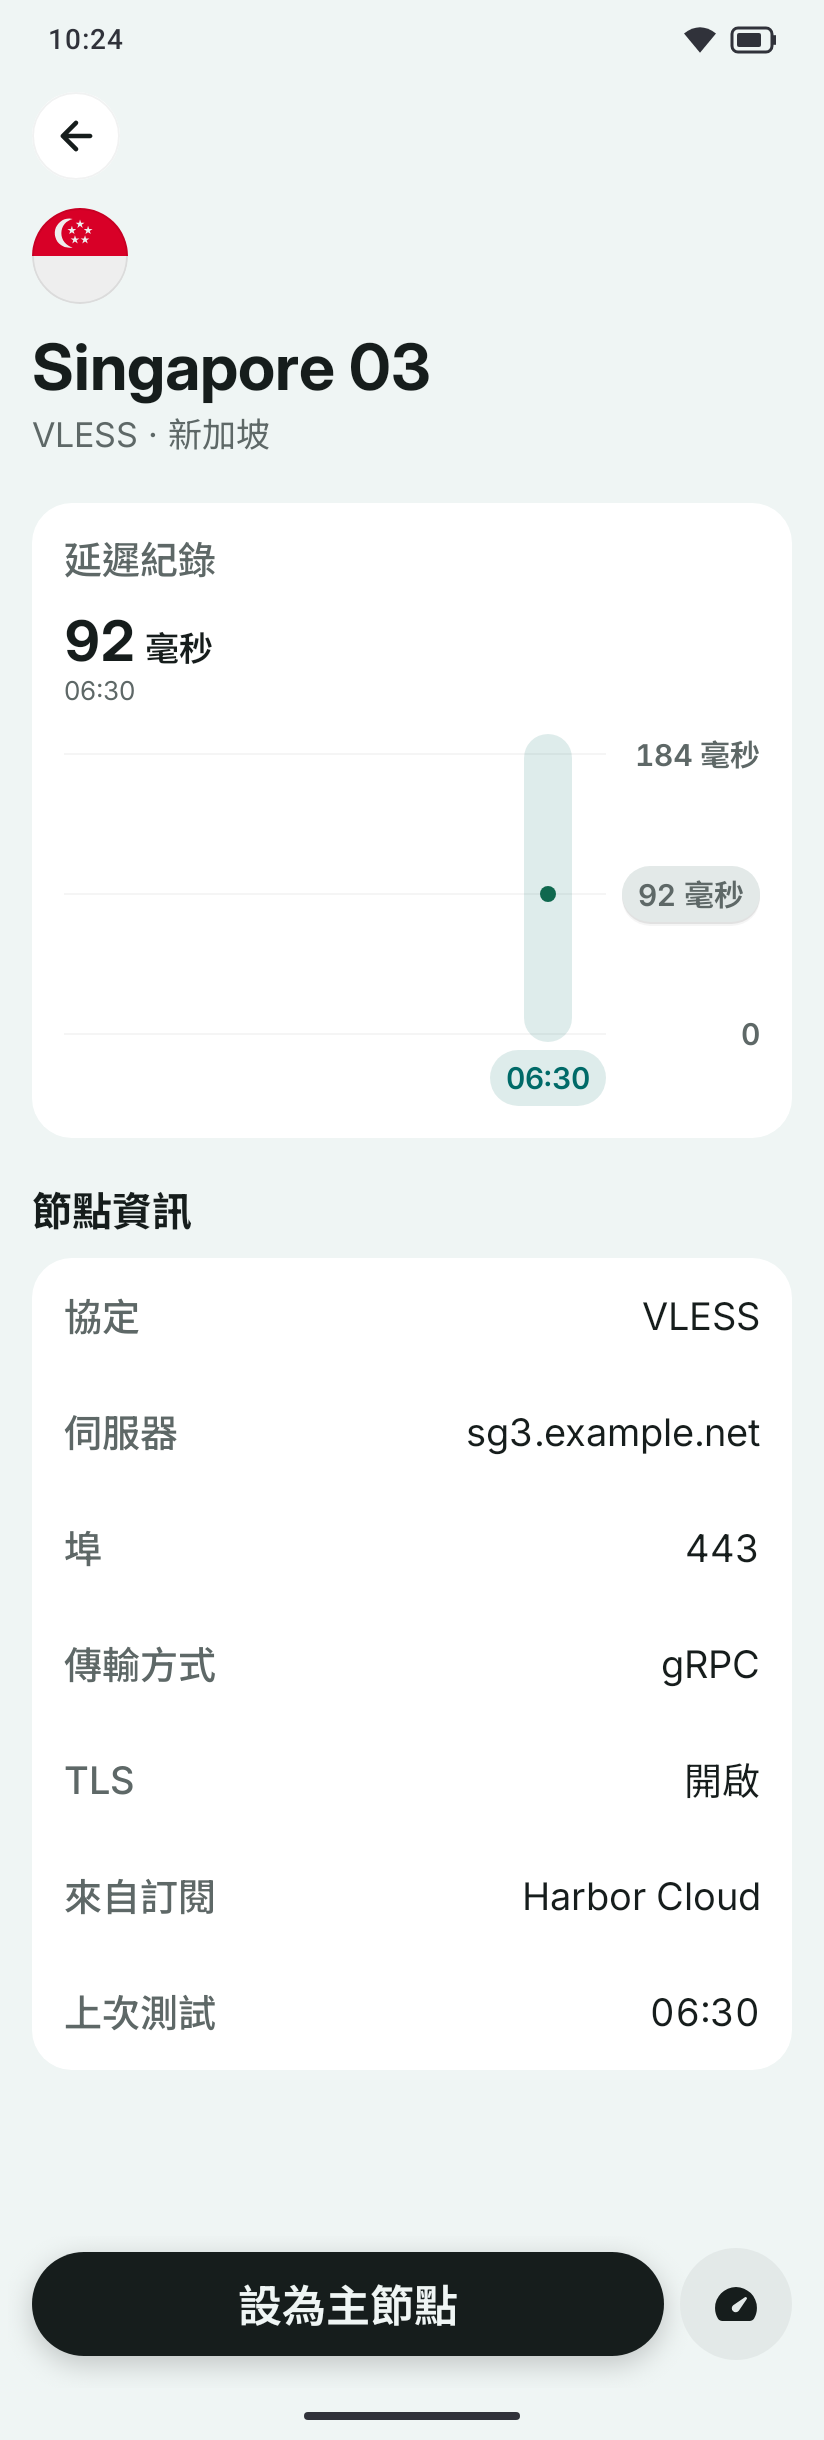 10:24
Singapore 03
VLESS · 新加坡
延遲紀錄
92 毫秒
06:30
184 毫秒
92 毫秒
0
06:30
節點資訊
協定 VLESS
伺服器 sg3.example.net
埠 443
傳輸方式 gRPC
TLS 開啟
來自訂閱 Harbor Cloud
上次測試 06:30
設為主節點